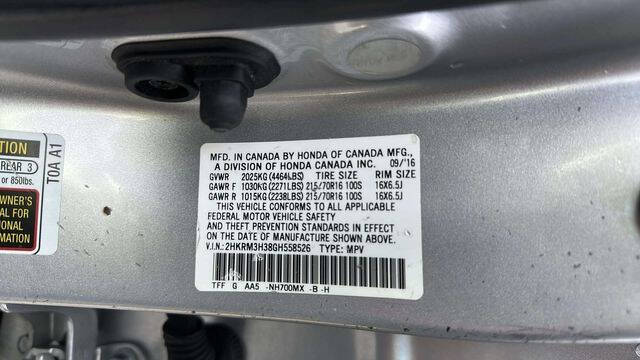 TION
REAR 3
or 850lbs.
WNER'S
AL FOR
IONAL
MATION
T0A A1
MFD. IN CANADA BY HONDA OF CANADA MFG.,
A DIVISION OF HONDA CANADA INC. 09/16
GVWR 2025KG (4464LBS) TIRE SIZE RIM SIZE
GAWR F 1030KG (2271LBS) 215/70R16 100S 16X6.5J
GAWR R 1015KG (2238LBS) 215/70R16 100S 16X6.5J
THIS VEHICLE CONFORMS TO ALL APPLICABLE
FEDERAL MOTOR VEHICLE SAFETY
AND THEFT PREVENTION STANDARDS IN EFFECT
ON THE DATE OF MANUFACTURE SHOWN ABOVE.
V.I.N.: 2HKRM3H38GH558526 TYPE: MPV
TFF G AA5 -NH700MX -B -H